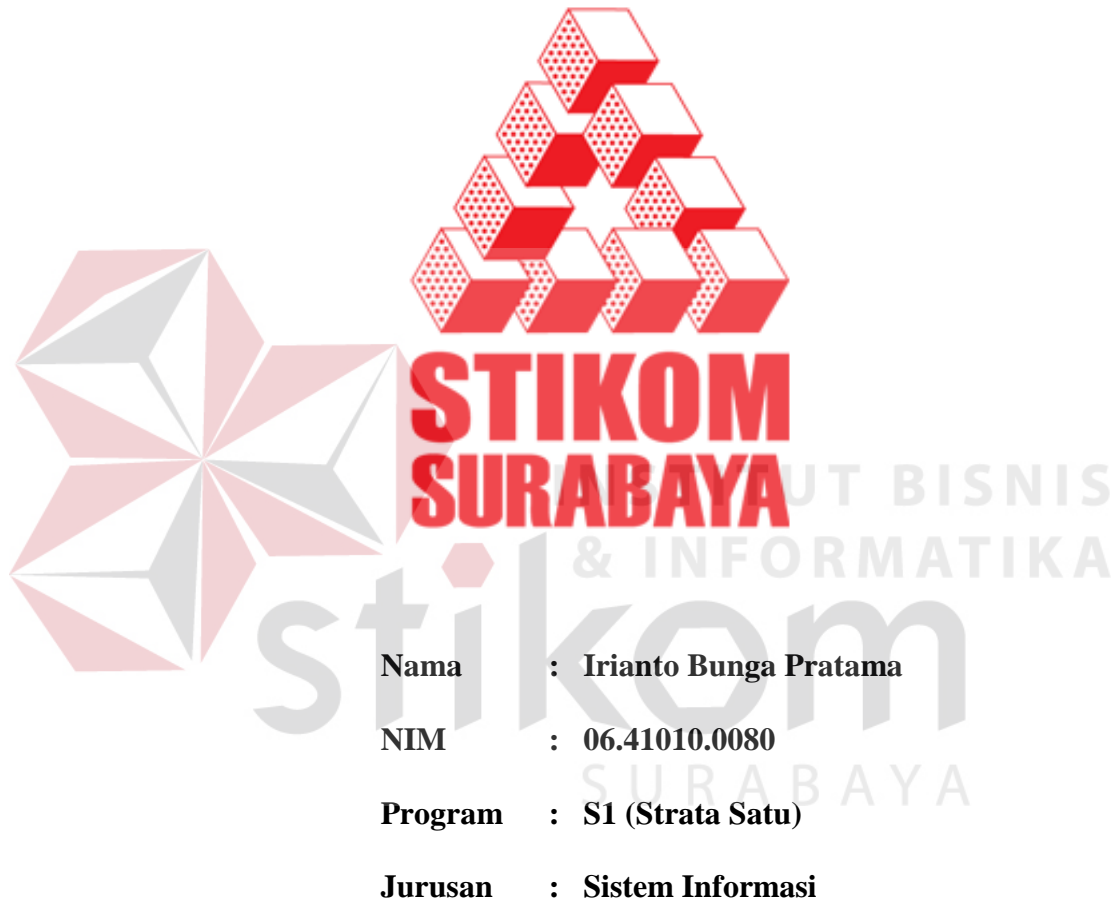 STIKOM
SURABAYA
INSTITUT BISNIS
& INFORMATIKA
stikom
SURABAYA
Nama : Irianto Bunga Pratama
NIM : 06.41010.0080
Program : S1 (Strata Satu)
Jurusan : Sistem Informasi